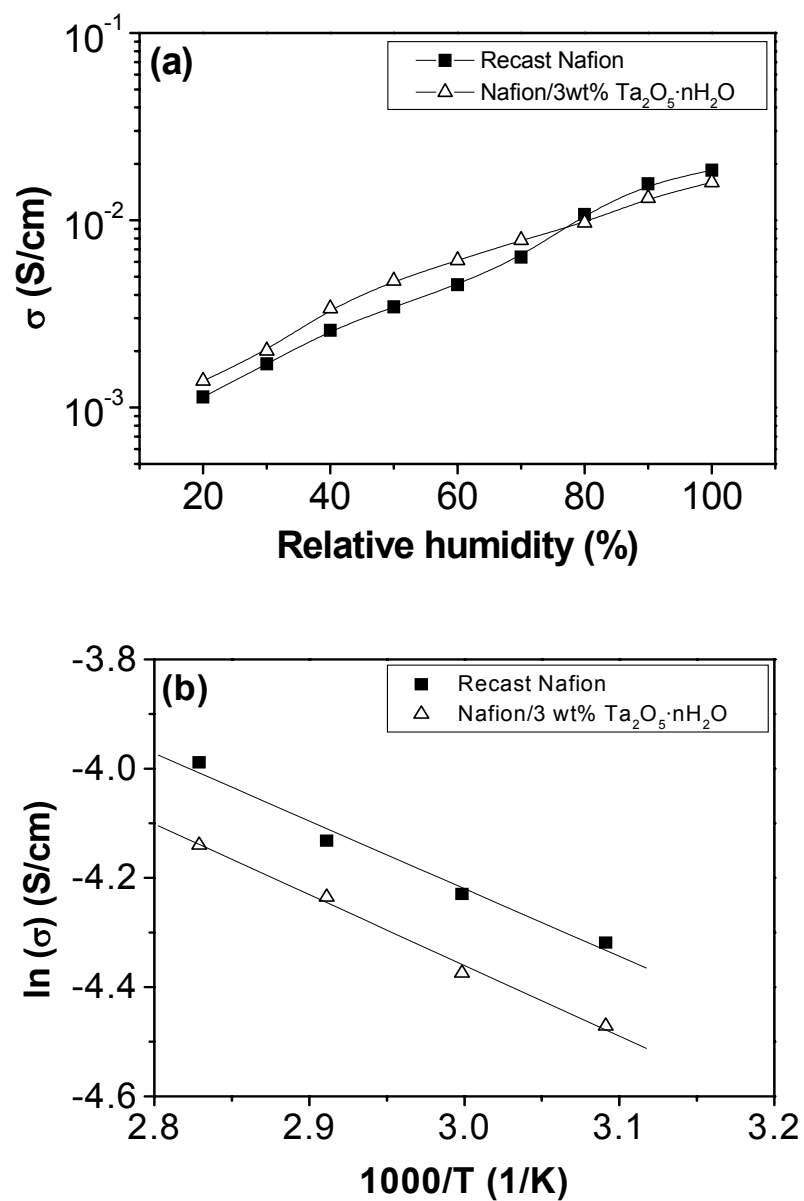 (a)
Recast Nafion
Nafion/3wt% Ta₂O₅·nH₂O
10⁻¹
10⁻²
10⁻³
σ (S/cm)
20 40 60 80 100
Relative humidity (%)
(b)
Recast Nafion
Nafion/3 wt% Ta₂O₅·nH₂O
-3.8
-4.0
-4.2
-4.4
-4.6
ln (σ) (S/cm)
2.8 2.9 3.0 3.1 3.2
1000/T (1/K)